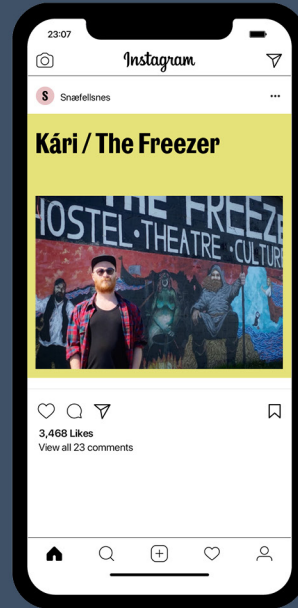 23:07
Instagram
S
Snæfellsnes
Kári / The Freezer
THE FREEZE
HOSTEL·THEATRE·CULTURE
3,468 Likes
View all 23 comments